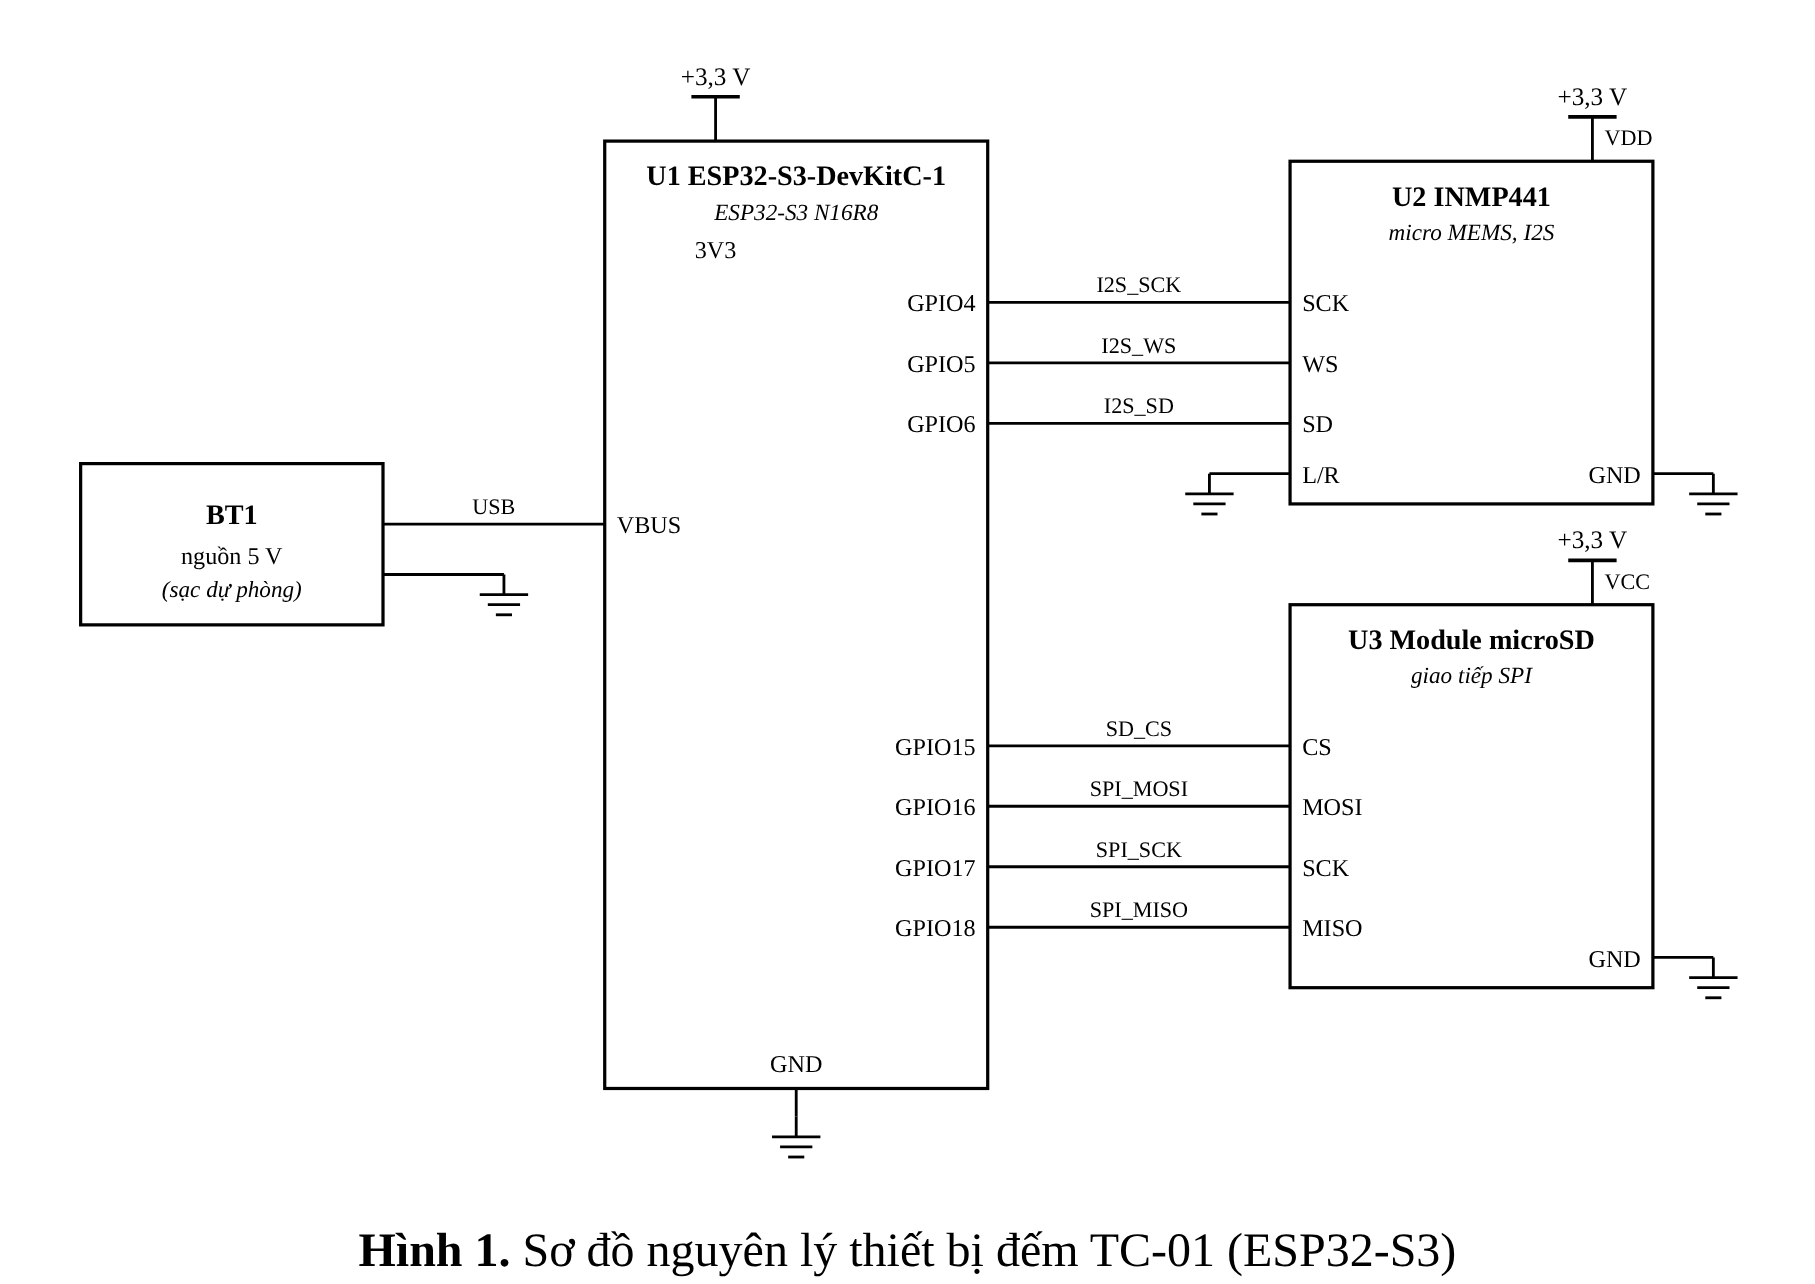 +3,3 V
+3,3 V
VDD
U1 ESP32-S3-DevKitC-1
ESP32-S3 N16R8
3V3
U2 INMP441
micro MEMS, I2S
GPIO4
I2S_SCK
SCK
GPIO5
I2S_WS
WS
GPIO6
I2S_SD
SD
L/R
GND
BT1
nguồn 5 V
(sạc dự phòng)
USB
VBUS
+3,3 V
VCC
U3 Module microSD
giao tiếp SPI
GPIO15
SD_CS
CS
GPIO16
SPI_MOSI
MOSI
GPIO17
SPI_SCK
SCK
GPIO18
SPI_MISO
MISO
GND
GND
Hình 1. Sơ đồ nguyên lý thiết bị đếm TC-01 (ESP32-S3)